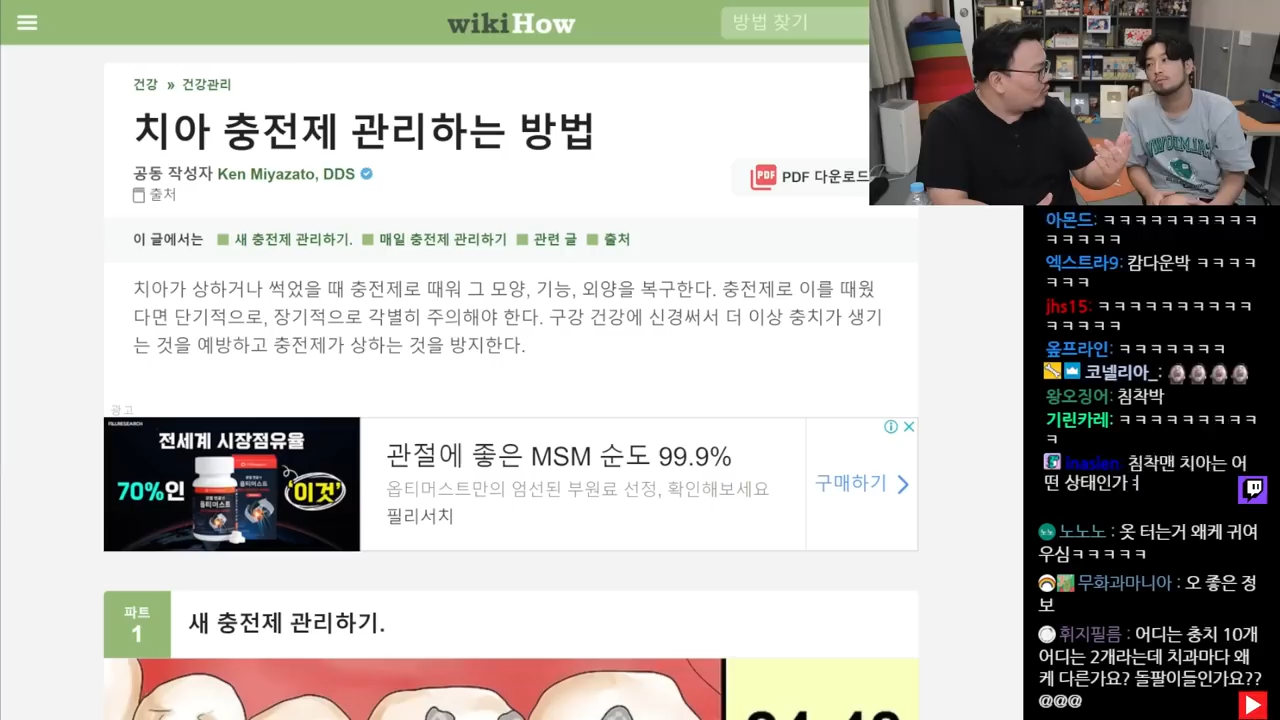 wikiHow
방법 찾기
건강 » 건강관리
치아 충전제 관리하는 방법
공동 작성자 Ken Miyazato, DDS
출처
PDF
PDF 다운로드
이 글에서는 새 충전제 관리하기. 매일 충전제 관리하기 관련 글 출처
치아가 상하거나 썩었을 때 충전제로 때워 그 모양, 기능, 외양을 복구한다. 충전제로 이를 때웠
다면 단기적으로, 장기적으로 각별히 주의해야 한다. 구강 건강에 신경써서 더 이상 충치가 생기
는 것을 예방하고 충전제가 상하는 것을 방지한다.
광고
전세계 시장점유율
70%인
'이것'
관절에 좋은 MSM 순도 99.9%
옵티머스트만의 엄선된 부원료 선정, 확인해보세요
필리서치
구매하기
파트
1
새 충전제 관리하기.
아몬드: ㅋㅋㅋㅋㅋㅋㅋㅋㅋㅋ
ㅋㅋㅋㅋㅋ
엑스트라9: 캄다운박 ㅋㅋㅋㅋ
ㅋㅋㅋ
jhs15: ㅋㅋㅋㅋㅋㅋㅋㅋㅋㅋ
ㅋㅋㅋㅋㅋ
옾프라인: ㅋㅋㅋㅋㅋㅋㅋ
코넬리아_:
왕오징어: 침착박
기린카레: ㅋㅋㅋㅋㅋㅋㅋㅋㅋㅋ
ㅋ
침착맨 치아는 어
떤 상태인가ㅕ
노노노 : 옷 터는거 왜케 귀여
우심ㅋㅋㅋㅋㅋ
무화과마니아 : 오 좋은 정
보
휘지필름 : 어디는 충치 10개
어디는 2개라는데 치과마다 왜
케 다른가요? 돌팔이들인가요??
@@@